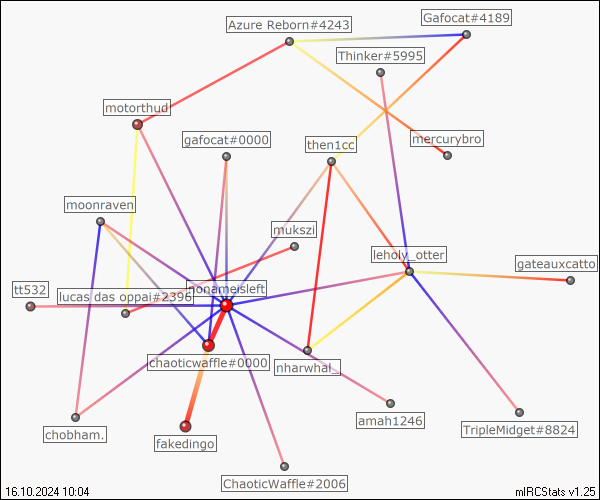 Azure Reborn#4243
Gafocat#4189
Thinker#5995
motorthud
gafocat#0000
then1cc
mercurybro
moonraven
mukszi
leholy_otter
gateauxcatto
tt532
lucas das oppai#2396
nonameisleft
chaoticwaffle#0000
nharwhal_
amah1246
chobham.
fakedingo
TripleMidget#8824
ChaoticWaffle#2006
16.10.2024 10:04
mIRCStats v1.25